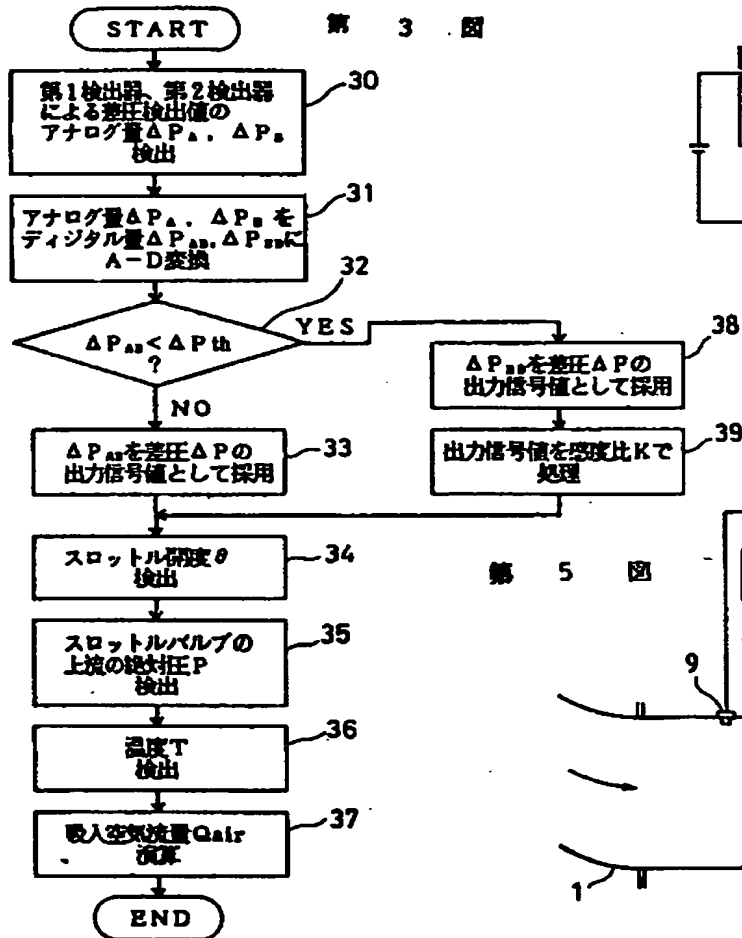 第 3 図
START
30
第1検出器、第2検出器
による差圧検出値の
アナログ量ΔPA, ΔPB
検出
31
アナログ量ΔPA, ΔPBを
ディジタル量ΔPAD, ΔPBDに
A-D変換
32
ΔPAD<ΔPth
?
YES
NO
33
ΔPADを差圧ΔPの
出力信号値として採用
38
ΔPBDを差圧ΔPの
出力信号値として採用
39
出力信号値を感度比Kで
処理
34
スロットル開度θ
検出
35
スロットルバルブの
上流の絶対圧P
検出
36
温度T
検出
37
吸入空気流量Qair
演算
END
第 5 図
9
1